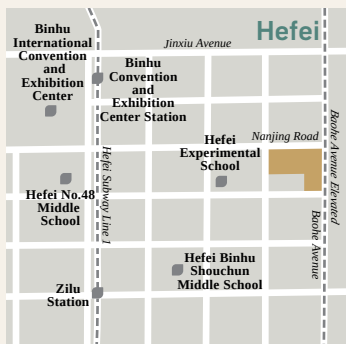 Hefei
Binhu
International
Convention
and
Exhibition
Center
Jinxiu Avenue
Binhu
Convention
and
Exhibition
Center Station
Nanjing Road
Hefei
Experimental
School
Baohe Avenue Elevated
Hefei Subway Line 1
Hefei No.48
Middle
School
Baohe Avenue
Hefei Binhu
Shouchun
Middle School
Zilu
Station